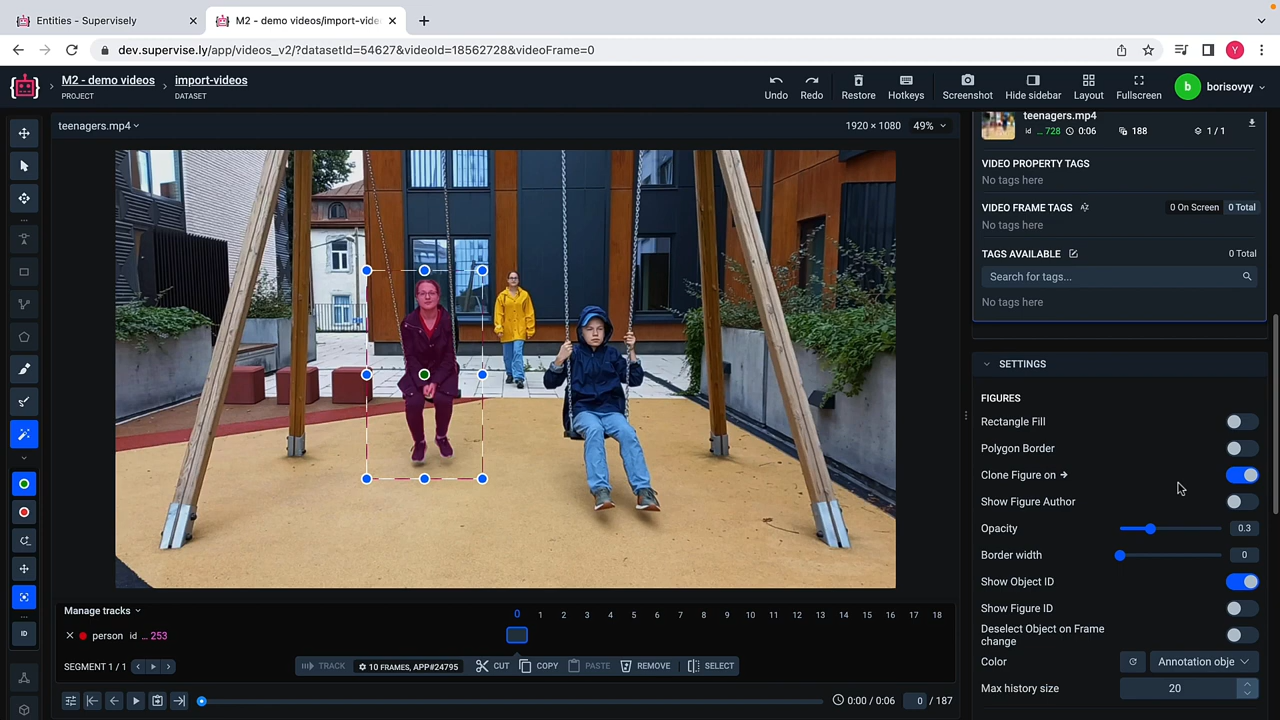 Entities - Supervisely
M2 - demo videos/import-vide
dev.supervise.ly/app/videos_v2/?datasetId=54627&videoId=18562728&videoFrame=0
Y
M2 - demo videos
PROJECT
import-videos
DATASET
Undo
Redo
Restore
Hotkeys
Screenshot
Hide sidebar
Layout
Fullscreen
b
borisovyy
teenagers.mp4
1920 × 1080
49%
ID
teenagers.mp4
id ... 728 0:06 188 1 / 1
VIDEO PROPERTY TAGS
No tags here
VIDEO FRAME TAGS 0 On Screen 0 Total
No tags here
TAGS AVAILABLE 0 Total
Search for tags...
No tags here
SETTINGS
FIGURES
Rectangle Fill
Polygon Border
Clone Figure on →
Show Figure Author
Opacity 0.3
Border width 0
Show Object ID
Show Figure ID
Deselect Object on Frame
change
Color Annotation obje
Max history size 20
Manage tracks
0 1 2 3 4 5 6 7 8 9 10 11 12 13 14 15 16 17 18
person id ... 253
SEGMENT 1 / 1
TRACK 10 FRAMES, APP#24795 CUT COPY PASTE REMOVE SELECT
0:00 / 0:06 0 / 187